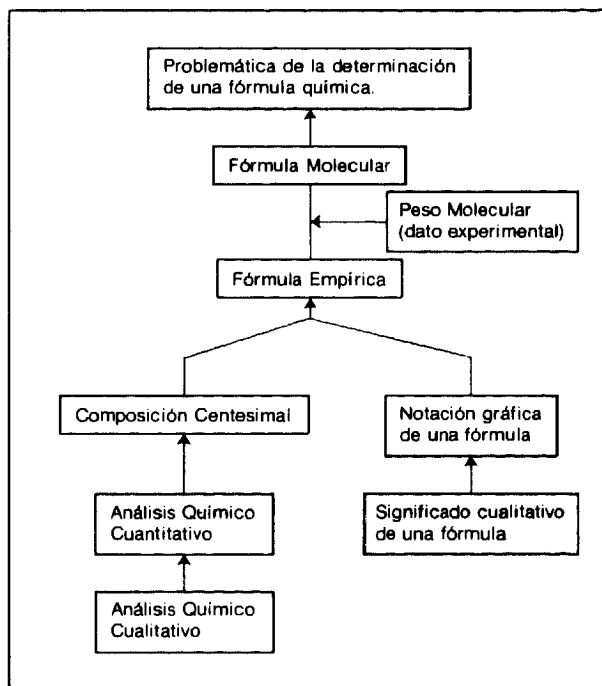 Problemática de la determinación
de una fórmula química.
Fórmula Molecular
Peso Molecular
(dato experimental)
Fórmula Empírica
Composición Centesimal
Notación gráfica
de una fórmula
Análisis Químico
Cuantitativo
Significado cualitativo
de una fórmula
Análisis Químico
Cualitativo